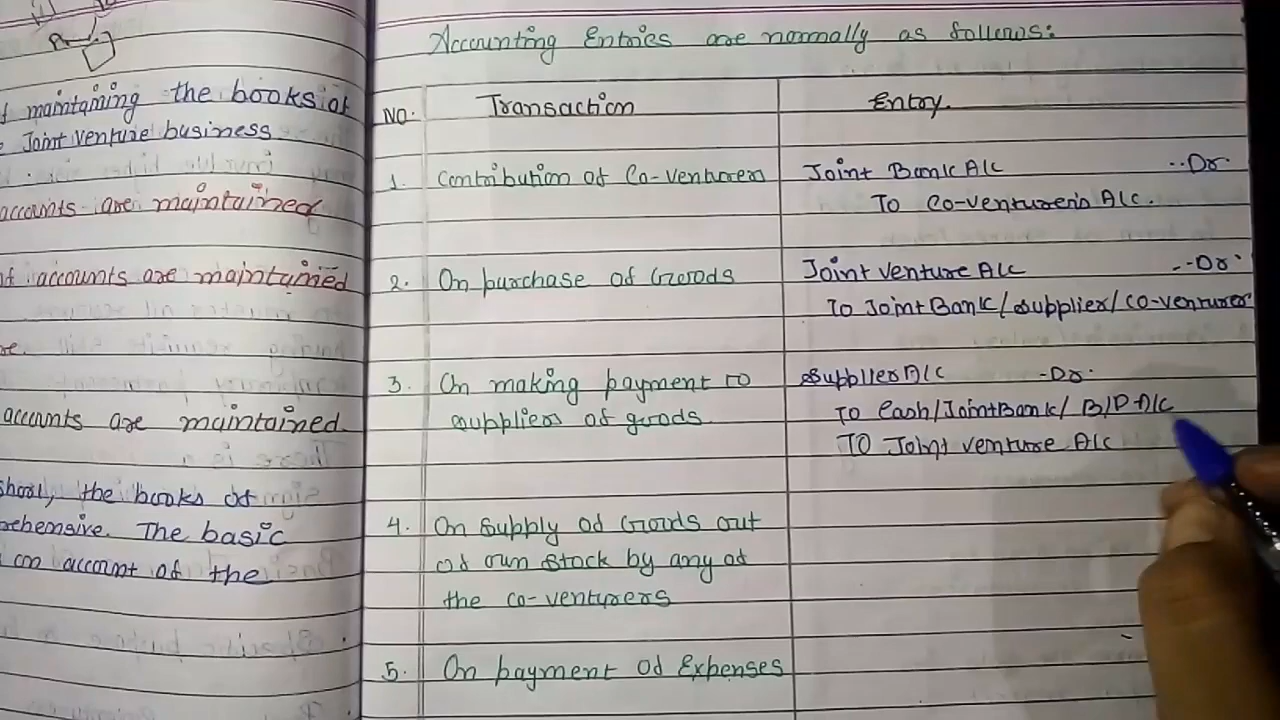 maintaining the books of
Joint venture business
accounts are maintained
of accounts are maintained
re.
accounts are maintained.
the books of
The basic
on account of the
Accounting Entries are normally as follows:
NO. Transaction Entry.
1. Contribution of Co-venturers Joint Bank A/c --Dr.
To Co-venturer's A/c.
2. On purchase of Goods Joint venture A/c --Dr.
To Joint Bank/supplier/co-venturer
3. On making payment to Supplier A/c -Dr.
suppliers of goods. To Cash/Joint Bank/ B/P A/c
To Joint venture A/c
4. On supply of Goods out
of own stock by any of
the co-venturers
5. On payment of Expenses